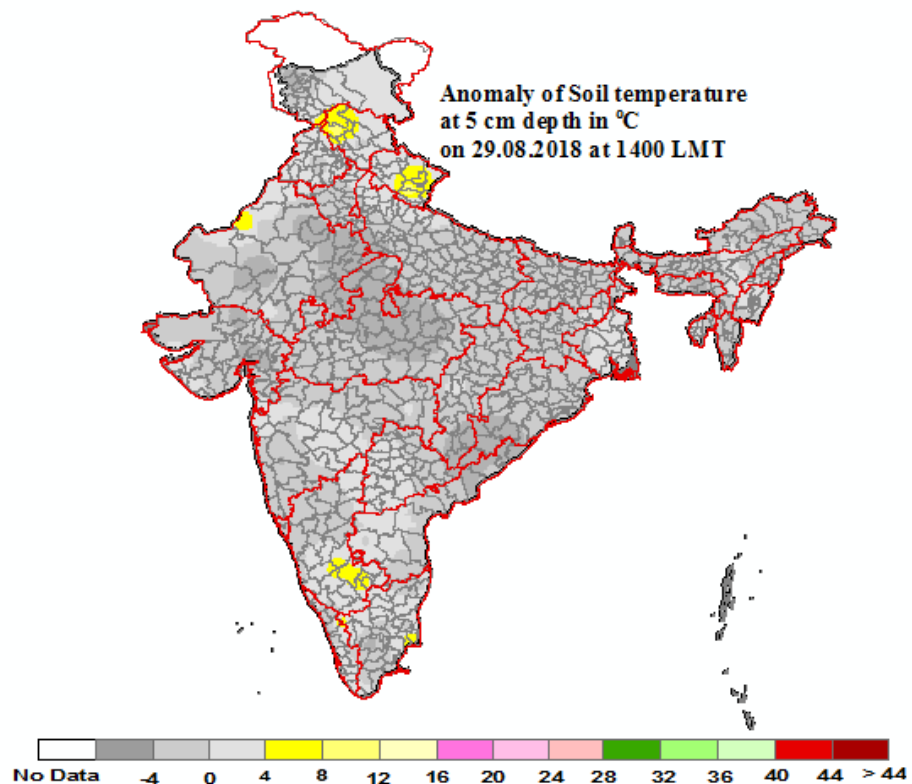 Anomaly of Soil temperature
at 5 cm depth in ⁰C
on 29.08.2018 at 1400 LMT
No Data -4 0 4 8 12 16 20 24 28 32 36 40 44 > 44